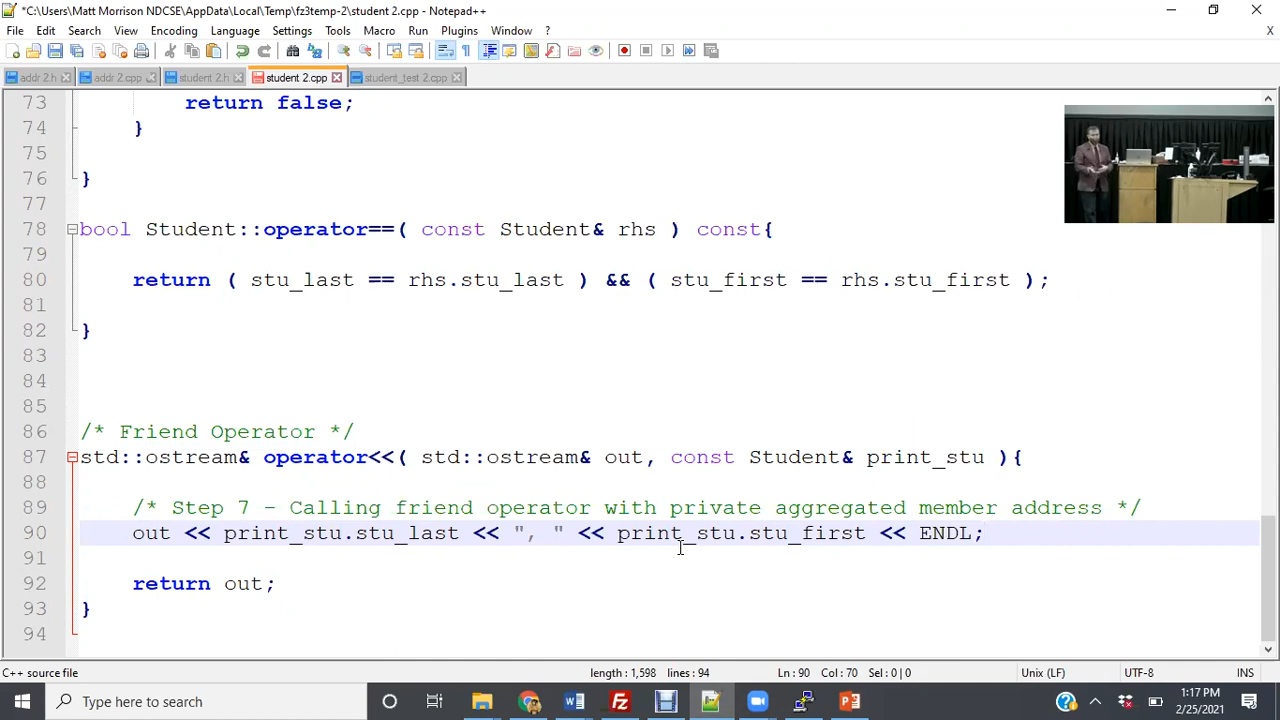 *C:\Users\Matt Morrison NDCSE\AppData\Local\Temp\fz3temp-2\student 2.cpp - Notepad++
File Edit Search View Encoding Language Settings Tools Macro Run Plugins Window ? X
addr 2.h addr 2.cpp student 2.h student 2.cpp student_test 2.cpp
73 return false;
74 }
75
76 }
77
78 bool Student::operator==( const Student& rhs ) const{
79
80 return ( stu_last == rhs.stu_last ) && ( stu_first == rhs.stu_first );
81
82 }
83
84
85
86 /* Friend Operator */
87 std::ostream& operator<<( std::ostream& out, const Student& print_stu ){
88
89 /* Step 7 - Calling friend operator with private aggregated member address */
90 out << print_stu.stu_last << ", " << print_stu.stu_first << ENDL;
91
92 return out;
93 }
94
C++ source file length : 1,598 lines : 94 Ln : 90 Col : 70 Sel : 0 | 0 Unix (LF) UTF-8 INS
Type here to search
1:17 PM
2/25/2021